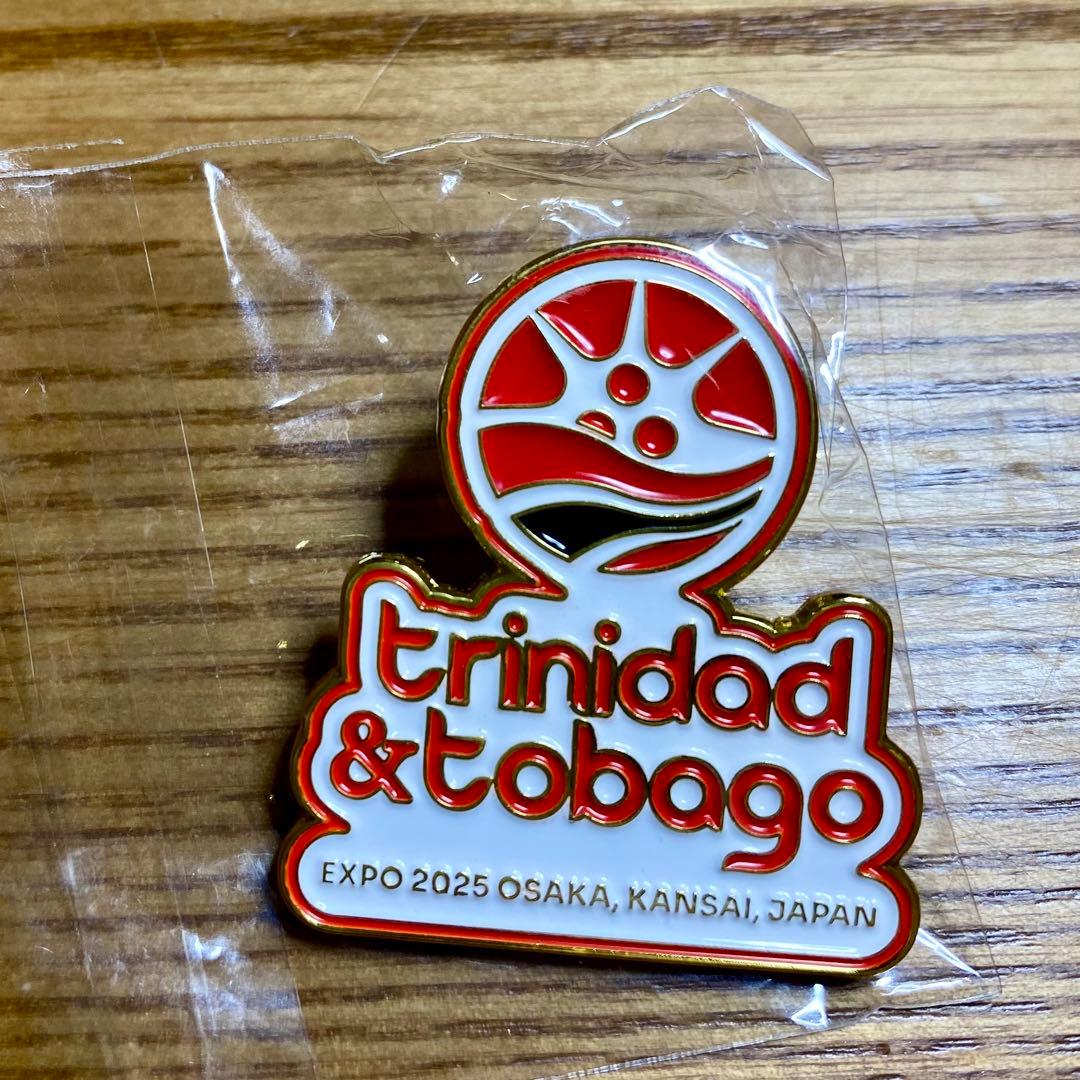 trinidad
&tobago
EXPO 2025 OSAKA, KANSAI, JAPAN